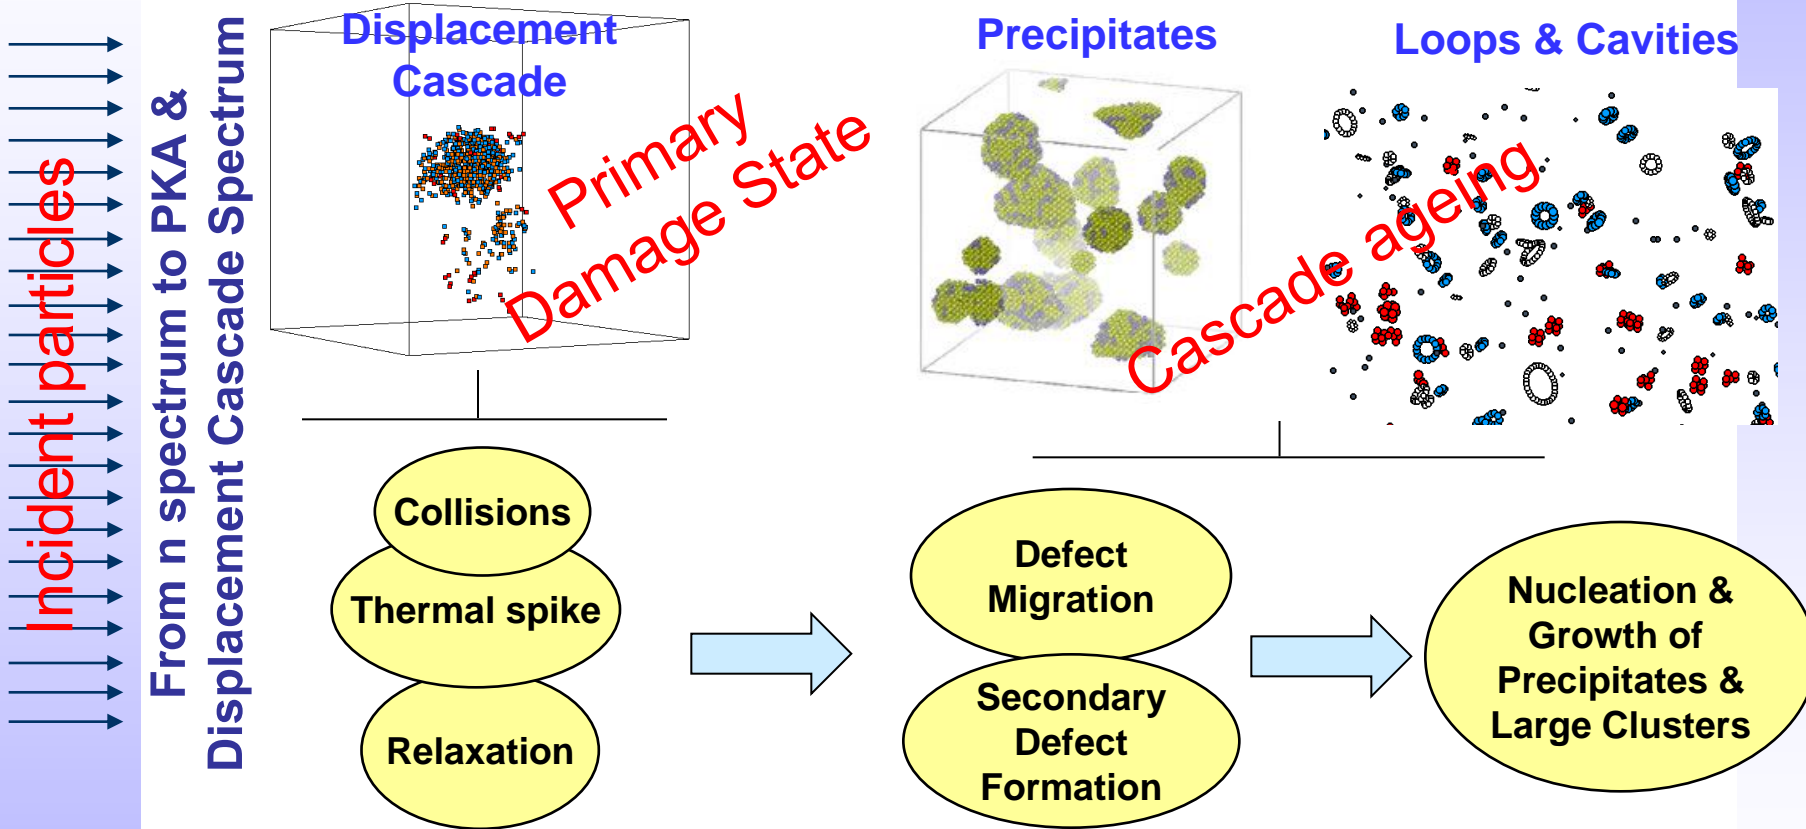 Incident particles
From n spectrum to PKA &
Displacement Cascade Spectrum
Displacement
Cascade
Primary
Damage State
Precipitates
Loops & Cavities
Cascade ageing
Collisions
Thermal spike
Relaxation
Defect
Migration
Secondary
Defect
Formation
Nucleation &
Growth of
Precipitates &
Large Clusters